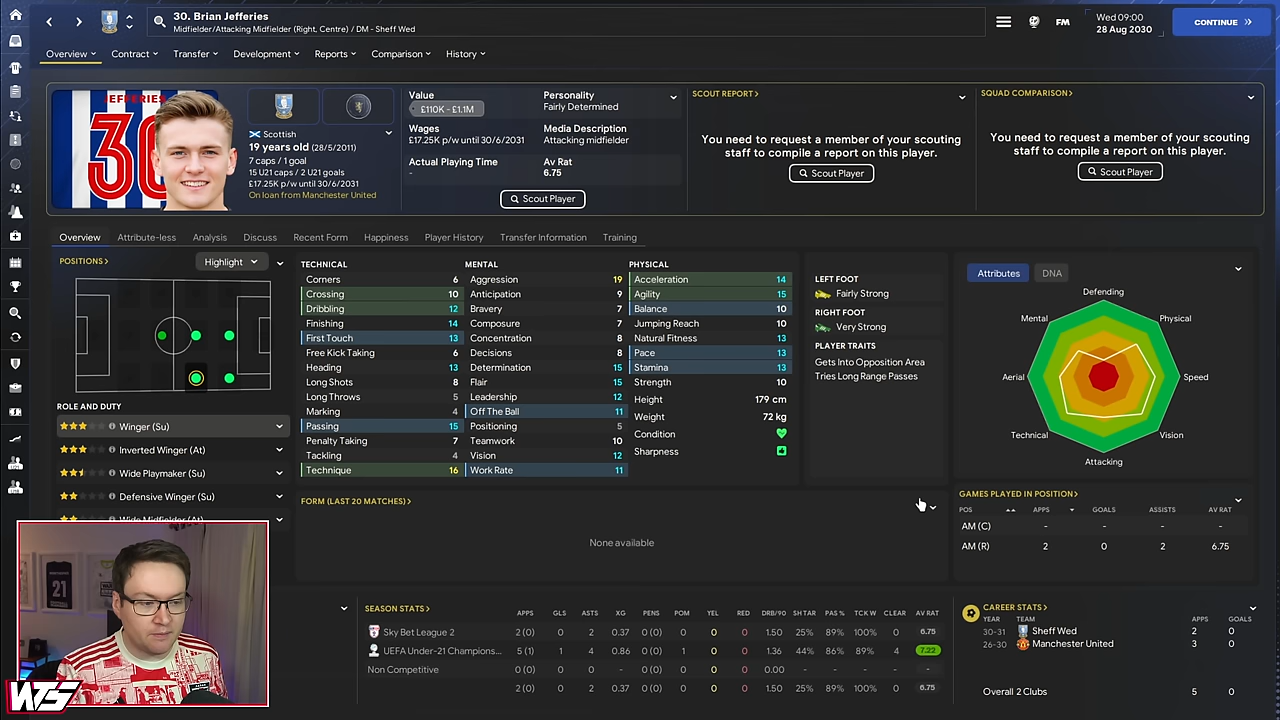 30. Brian Jefferies
Midfielder/Attacking Midfielder (Right, Centre) / DM - Sheff Wed
FM
Wed 09:00
28 Aug 2030
CONTINUE
Overview
Contract
Transfer
Development
Reports
Comparison
History
JEFFERIES
30
Scottish
19 years old (28/5/2011)
7 caps / 1 goal
15 U21 caps / 2 U21 goals
£17.25K p/w until 30/6/2031
On loan from Manchester United
Value
£110K - £1.1M
Wages
£17.25K p/w until 30/6/2031
Actual Playing Time
-
Personality
Fairly Determined
Media Description
Attacking midfielder
Av Rat
6.75
Scout Player
SCOUT REPORT >
You need to request a member of your scouting
staff to compile a report on this player.
Scout Player
SQUAD COMPARISON >
You need to request a member of your scouting
staff to compile a report on this player.
Scout Player
Overview
Attribute-less
Analysis
Discuss
Recent Form
Happiness
Player History
Transfer Information
Training
POSITIONS >
Highlight
ROLE AND DUTY
Winger (Su)
Inverted Winger (At)
Wide Playmaker (Su)
Defensive Winger (Su)
Wide Midfielder (At)
TECHNICAL
Corners 6
Crossing 10
Dribbling 12
Finishing 14
First Touch 13
Free Kick Taking 6
Heading 13
Long Shots 8
Long Throws 5
Marking 4
Passing 15
Penalty Taking 7
Tackling 4
Technique 16
MENTAL
Aggression 19
Anticipation 9
Bravery 7
Composure 7
Concentration 8
Decisions 8
Determination 15
Flair 15
Leadership 12
Off The Ball 11
Positioning 5
Teamwork 10
Vision 12
Work Rate 11
PHYSICAL
Acceleration 14
Agility 15
Balance 10
Jumping Reach 10
Natural Fitness 13
Pace 13
Stamina 13
Strength 10
Height 179 cm
Weight 72 kg
Condition
Sharpness
LEFT FOOT
Fairly Strong
RIGHT FOOT
Very Strong
PLAYER TRAITS
Gets Into Opposition Area
Tries Long Range Passes
Attributes
DNA
Defending
Physical
Speed
Vision
Attacking
Technical
Aerial
Mental
FORM (LAST 20 MATCHES) >
None available
GAMES PLAYED IN POSITION >
POS APPS GOALS ASSISTS AV RAT
AM (C) - - - -
AM (R) 2 0 2 6.75
SEASON STATS >
APPS GLS ASTS XG PENS POM YEL RED DRB/90 SH TAR PAS % TCK W CLEAR AV RAT
Sky Bet League 2 2 (0) 0 2 0.37 0 (0) 0 0 0 1.50 25% 89% 100% 0 6.75
UEFA Under-21 Champions... 5 (1) 1 4 0.86 0 (0) 1 0 0 1.36 44% 86% 89% 4 7.22
Non Competitive 0 (0) 0 0 - 0 (0) 0 0 0 0.00 - - - - -
2 (0) 0 2 0.37 0 (0) 0 0 0 1.50 25% 89% 100% 0 6.75
CAREER STATS >
YEAR TEAM APPS GOALS
30-31 Sheff Wed 2 0
26-30 Manchester United 3 0
Overall 2 Clubs 5 0
21
WTS